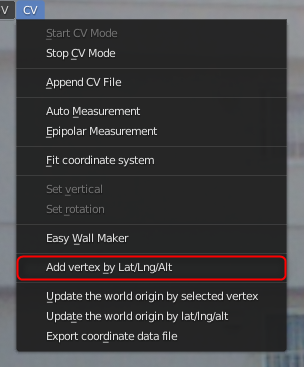 V CV
Start CV Mode
Stop CV Mode
Append CV File
Auto Measurement
Epipolar Measurement
Fit coordinate system
Set vertical
Set rotation
Easy Wall Maker
Add vertex by Lat/Lng/Alt
Update the world origin by selected vertex
Update the world origin by lat/lng/alt
Export coordinate data file